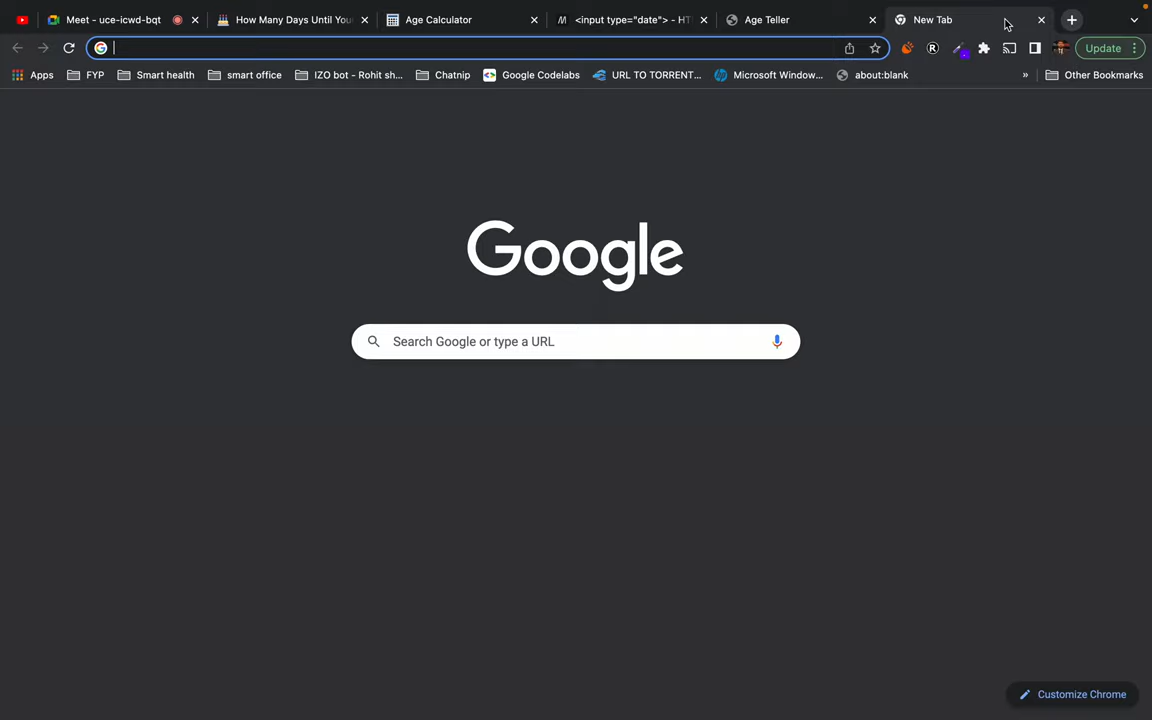 Meet - uce-icwd-bqt
How Many Days Until You
Age Calculator
<input type="date"> - HT
Age Teller
New Tab
Update
Apps
FYP
Smart health
smart office
IZO bot - Rohit sh...
Chatnip
Google Codelabs
URL TO TORRENT...
Microsoft Window...
about:blank
»
Other Bookmarks
Google
Search Google or type a URL
Customize Chrome